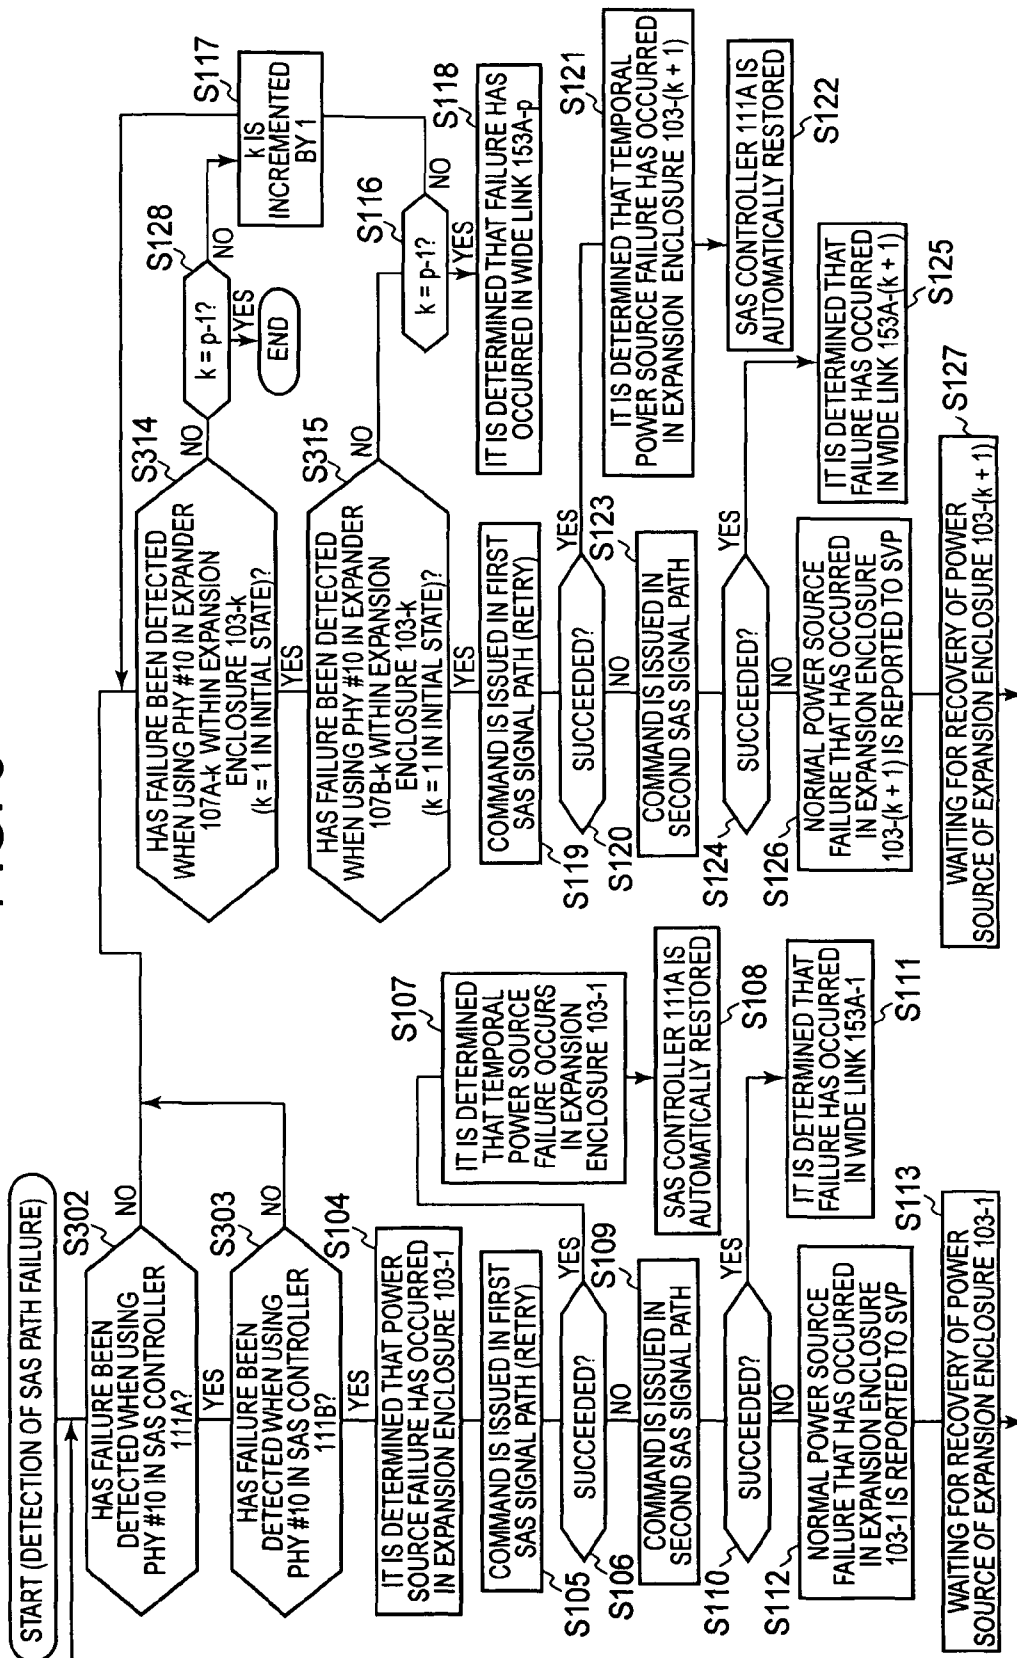 START (DETECTION OF SAS PATH FAILURE)
S302
HAS FAILURE BEEN
DETECTED WHEN USING
PHY #10 IN SAS CONTROLLER
111A?
NO
YES
S303
HAS FAILURE BEEN
DETECTED WHEN USING
PHY #10 IN SAS CONTROLLER
111B?
NO
YES
S104
IT IS DETERMINED THAT POWER
SOURCE FAILURE HAS OCCURRED
IN EXPANSION ENCLOSURE 103-1
COMMAND IS ISSUED IN FIRST
SAS SIGNAL PATH (RETRY)
S105
SUCCEEDED?
S106
YES
NO
S107
IT IS DETERMINED
THAT TEMPORAL
POWER SOURCE
FAILURE OCCURS
IN EXPANSION
ENCLOSURE 103-1
SAS CONTROLLER 111A IS
AUTOMATICALLY RESTORED
S108
S109
COMMAND IS ISSUED IN
SECOND SAS SIGNAL PATH
SUCCEEDED?
S110
YES
NO
IT IS DETERMINED THAT
FAILURE HAS OCCURRED
IN WIDE LINK 153A-1
S111
S112
NORMAL POWER SOURCE
FAILURE THAT HAS OCCURRED
IN EXPANSION ENCLOSURE
103-1 IS REPORTED TO SVP
S113
WAITING FOR RECOVERY OF POWER
SOURCE OF EXPANSION ENCLOSURE 103-1
S314
HAS FAILURE BEEN DETECTED
WHEN USING PHY #10 IN EXPANDER
107A-k WITHIN EXPANSION
ENCLOSURE 103-k
(k = 1 IN INITIAL STATE)?
NO
YES
S128
k = p-1?
NO
YES
END
S117
k IS
INCREMENTED
BY 1
S315
HAS FAILURE BEEN DETECTED
WHEN USING PHY #10 IN EXPANDER
107B-k WITHIN EXPANSION
ENCLOSURE 103-k
(k = 1 IN INITIAL STATE)?
NO
YES
S116
k = p-1?
NO
YES
S118
IT IS DETERMINED THAT FAILURE HAS
OCCURRED IN WIDE LINK 153A-p
COMMAND IS ISSUED IN FIRST
SAS SIGNAL PATH (RETRY)
S119
SUCCEEDED?
S120
YES
NO
S121
IT IS DETERMINED THAT TEMPORAL
POWER SOURCE FAILURE HAS OCCURRED
IN EXPANSION ENCLOSURE 103-(k + 1)
SAS CONTROLLER 111A IS
AUTOMATICALLY RESTORED
S122
S123
COMMAND IS ISSUED IN
SECOND SAS SIGNAL PATH
SUCCEEDED?
S124
YES
NO
IT IS DETERMINED THAT
FAILURE HAS OCCURRED
IN WIDE LINK 153A-(k + 1)
S125
S126
NORMAL POWER SOURCE
FAILURE THAT HAS OCCURRED
IN EXPANSION ENCLOSURE
103-(k + 1) IS REPORTED TO SVP
S127
WAITING FOR RECOVERY OF POWER
SOURCE OF EXPANSION ENCLOSURE 103-(k + 1)